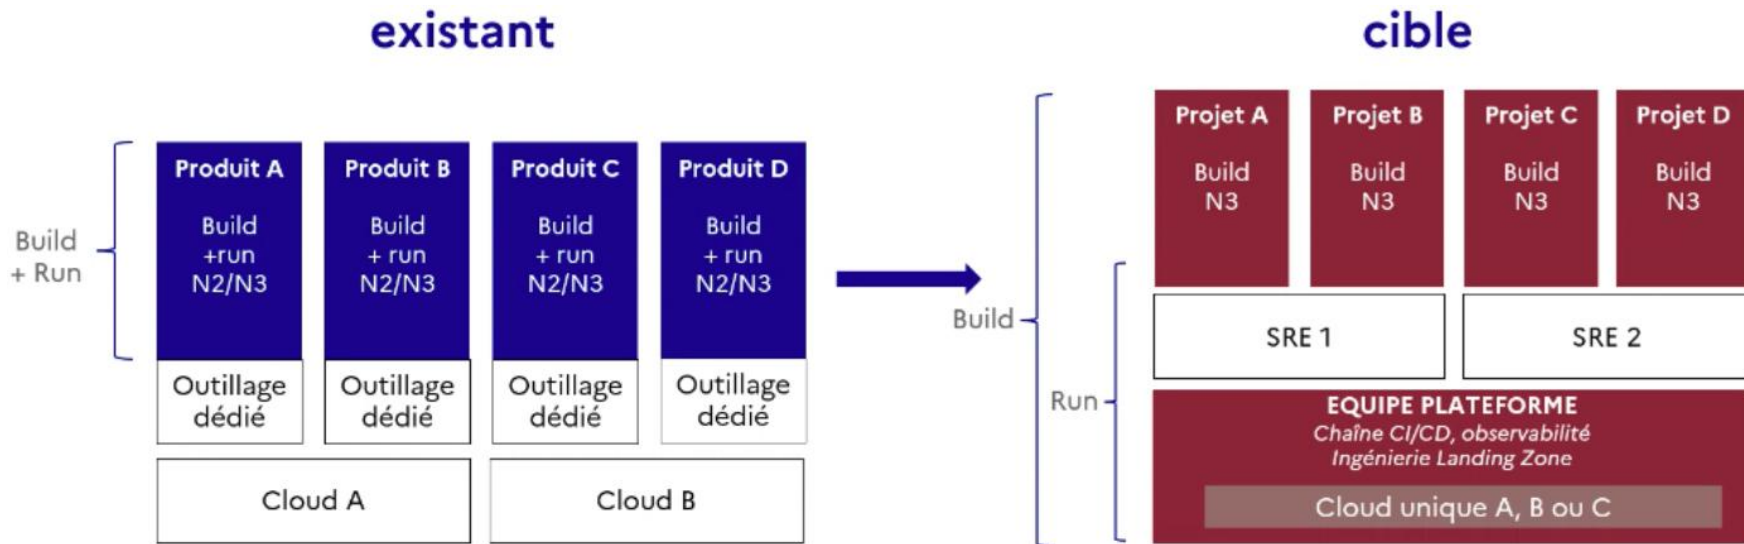 existant
Build
+ Run
Produit A
Build
+run
N2/N3
Produit B
Build
+ run
N2/N3
Produit C
Build
+ run
N2/N3
Produit D
Build
+ run
N2/N3
Outillage
dédié
Outillage
dédié
Outillage
dédié
Outillage
dédié
Cloud A
Cloud B
cible
Build
Run
Projet A
Build
N3
Projet B
Build
N3
Projet C
Build
N3
Projet D
Build
N3
SRE 1
SRE 2
EQUIPE PLATEFORME
Chaîne CI/CD, observabilité
Ingénierie Landing Zone
Cloud unique A, B ou C